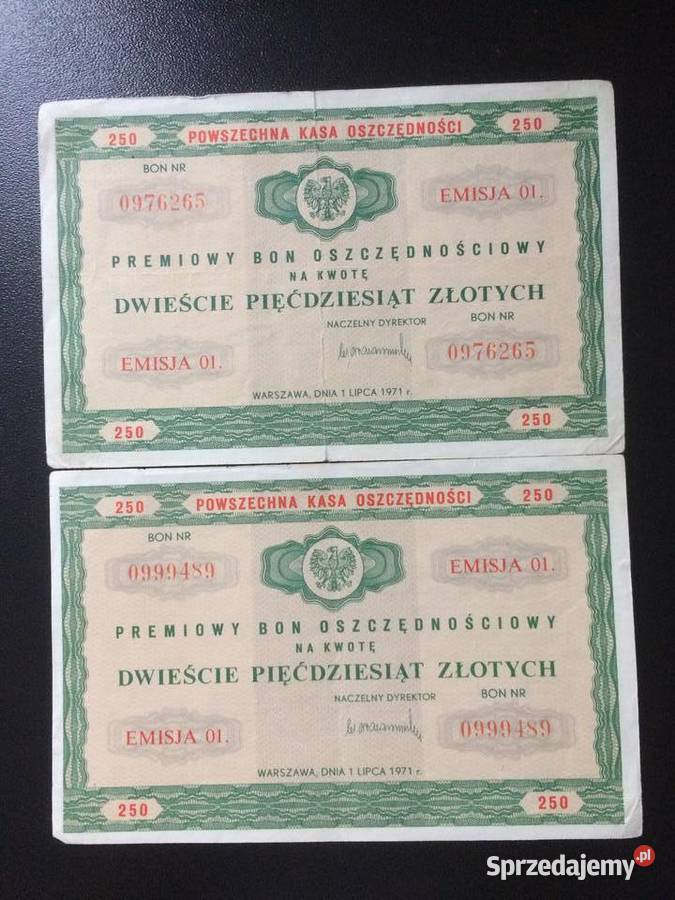 250 POWSZECHNA KASA OSZCZĘDNOŚCI 250
BON NR
0976265 EMISJA 01.
PREMIOWY BON OSZCZĘDNOŚCIOWY
NA KWOTĘ
DWIEŚCIE PIĘĆDZIESIĄT ZŁOTYCH
NACZELNY DYREKTOR BON NR
EMISJA 01. 0976265
WARSZAWA, DNIA 1 LIPCA 1971 r.
250 250
250 POWSZECHNA KASA OSZCZĘDNOŚCI 250
BON NR
0999489 EMISJA 01.
PREMIOWY BON OSZCZĘDNOŚCIOWY
NA KWOTĘ
DWIEŚCIE PIĘĆDZIESIĄT ZŁOTYCH
NACZELNY DYREKTOR BON NR
EMISJA 01. 0999489
WARSZAWA, DNIA 1 LIPCA 1971 r.
250 250
Sprzedajemy.pl